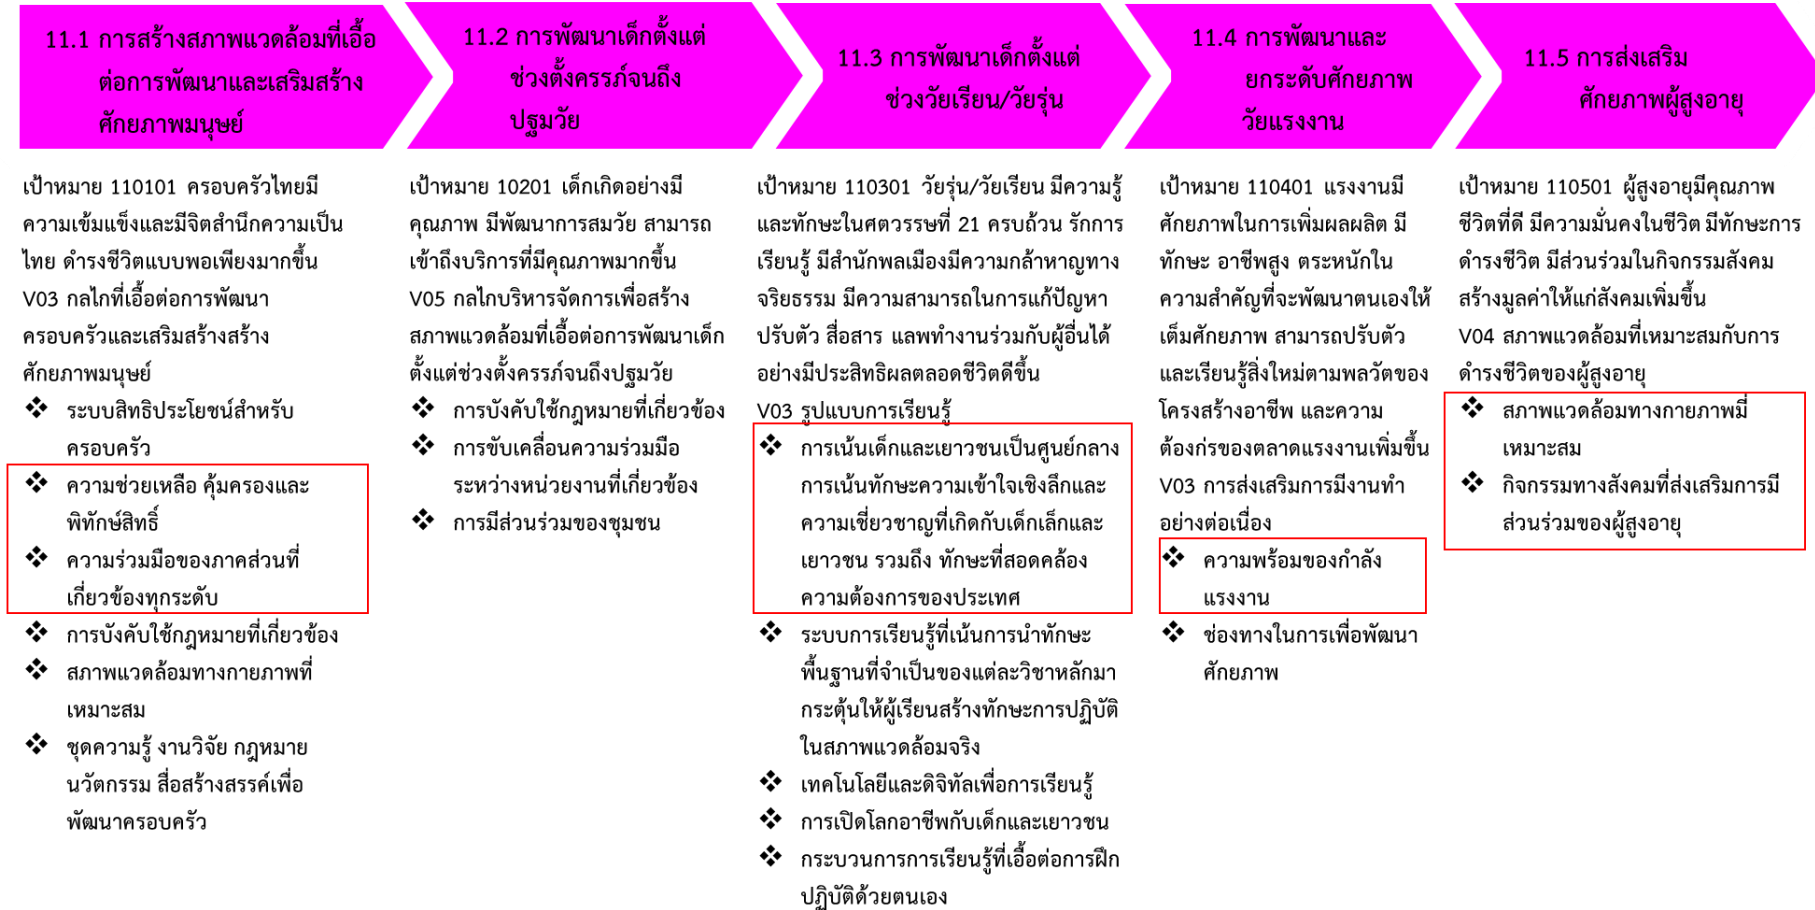 11.1 การสร้างสภาพแวดล้อมที่เอื้อ
ต่อการพัฒนาและเสริมสร้าง
ศักยภาพมนุษย์
11.2 การพัฒนาเด็กตั้งแต่
ช่วงตั้งครรภ์จนถึง
ปฐมวัย
11.3 การพัฒนาเด็กตั้งแต่
ช่วงวัยเรียน/วัยรุ่น
11.4 การพัฒนาและ
ยกระดับศักยภาพ
วัยแรงงาน
11.5 การส่งเสริม
ศักยภาพผู้สูงอายุ
เป้าหมาย 110101 ครอบครัวไทยมี
ความเข้มแข็งและมีจิตสำนึกความเป็น
ไทย ดำรงชีวิตแบบพอเพียงมากขึ้น
V03 กลไกที่เอื้อต่อการพัฒนา
ครอบครัวและเสริมสร้างสร้าง
ศักยภาพมนุษย์
❖ ระบบสิทธิประโยชน์สำหรับ
ครอบครัว
❖ ความช่วยเหลือ คุ้มครองและ
พิทักษ์สิทธิ์
❖ ความร่วมมือของภาคส่วนที่
เกี่ยวข้องทุกระดับ
❖ การบังคับใช้กฎหมายที่เกี่ยวข้อง
❖ สภาพแวดล้อมทางกายภาพที่
เหมาะสม
❖ ชุดความรู้ งานวิจัย กฎหมาย
นวัตกรรม สื่อสร้างสรรค์เพื่อ
พัฒนาครอบครัว
เป้าหมาย 10201 เด็กเกิดอย่างมี
คุณภาพ มีพัฒนาการสมวัย สามารถ
เข้าถึงบริการที่มีคุณภาพมากขึ้น
V05 กลไกบริหารจัดการเพื่อสร้าง
สภาพแวดล้อมที่เอื้อต่อการพัฒนาเด็ก
ตั้งแต่ช่วงตั้งครรภ์จนถึงปฐมวัย
❖ การบังคับใช้กฎหมายที่เกี่ยวข้อง
❖ การขับเคลื่อนความร่วมมือ
ระหว่างหน่วยงานที่เกี่ยวข้อง
❖ การมีส่วนร่วมของชุมชน
เป้าหมาย 110301 วัยรุ่น/วัยเรียน มีความรู้
และทักษะในศตวรรษที่ 21 ครบถ้วน รักการ
เรียนรู้ มีสำนักพลเมืองมีความกล้าหาญทาง
จริยธรรม มีความสามารถในการแก้ปัญหา
ปรับตัว สื่อสาร แลพทำงานร่วมกับผู้อื่นได้
อย่างมีประสิทธิผลตลอดชีวิตดีขึ้น
V03 รูปแบบการเรียนรู้
❖ การเน้นเด็กและเยาวชนเป็นศูนย์กลาง
การเน้นทักษะความเข้าใจเชิงลึกและ
ความเชี่ยวชาญที่เกิดกับเด็กเล็กและ
เยาวชน รวมถึง ทักษะที่สอดคล้อง
ความต้องการของประเทศ
❖ ระบบการเรียนรู้ที่เน้นการนำทักษะ
พื้นฐานที่จำเป็นของแต่ละวิชาหลักมา
กระตุ้นให้ผู้เรียนสร้างทักษะการปฏิบัติ
ในสภาพแวดล้อมจริง
❖ เทคโนโลยีและดิจิทัลเพื่อการเรียนรู้
❖ การเปิดโลกอาชีพกับเด็กและเยาวชน
❖ กระบวนการการเรียนรู้ที่เอื้อต่อการฝึก
ปฏิบัติด้วยตนเอง
เป้าหมาย 110401 แรงงานมี
ศักยภาพในการเพิ่มผลผลิต มี
ทักษะ อาชีพสูง ตระหนักใน
ความสำคัญที่จะพัฒนาตนเองให้
เต็มศักยภาพ สามารถปรับตัว
และเรียนรู้สิ่งใหม่ตามพลวัตของ
โครงสร้างอาชีพ และความ
ต้องก่รของตลาดแรงงานเพิ่มขึ้น
V03 การส่งเสริมการมีงานทำ
อย่างต่อเนื่อง
❖ ความพร้อมของกำลัง
แรงงาน
❖ ช่องทางในการเพื่อพัฒนา
ศักยภาพ
เป้าหมาย 110501 ผู้สูงอายุมีคุณภาพ
ชีวิตที่ดี มีความมั่นคงในชีวิต มีทักษะการ
ดำรงชีวิต มีส่วนร่วมในกิจกรรมสังคม
สร้างมูลค่าให้แก่สังคมเพิ่มขึ้น
V04 สภาพแวดล้อมที่เหมาะสมกับการ
ดำรงชีวิตของผู้สูงอายุ
❖ สภาพแวดล้อมทางกายภาพมี่
เหมาะสม
❖ กิจกรรมทางสังคมที่ส่งเสริมการมี
ส่วนร่วมของผู้สูงอายุ